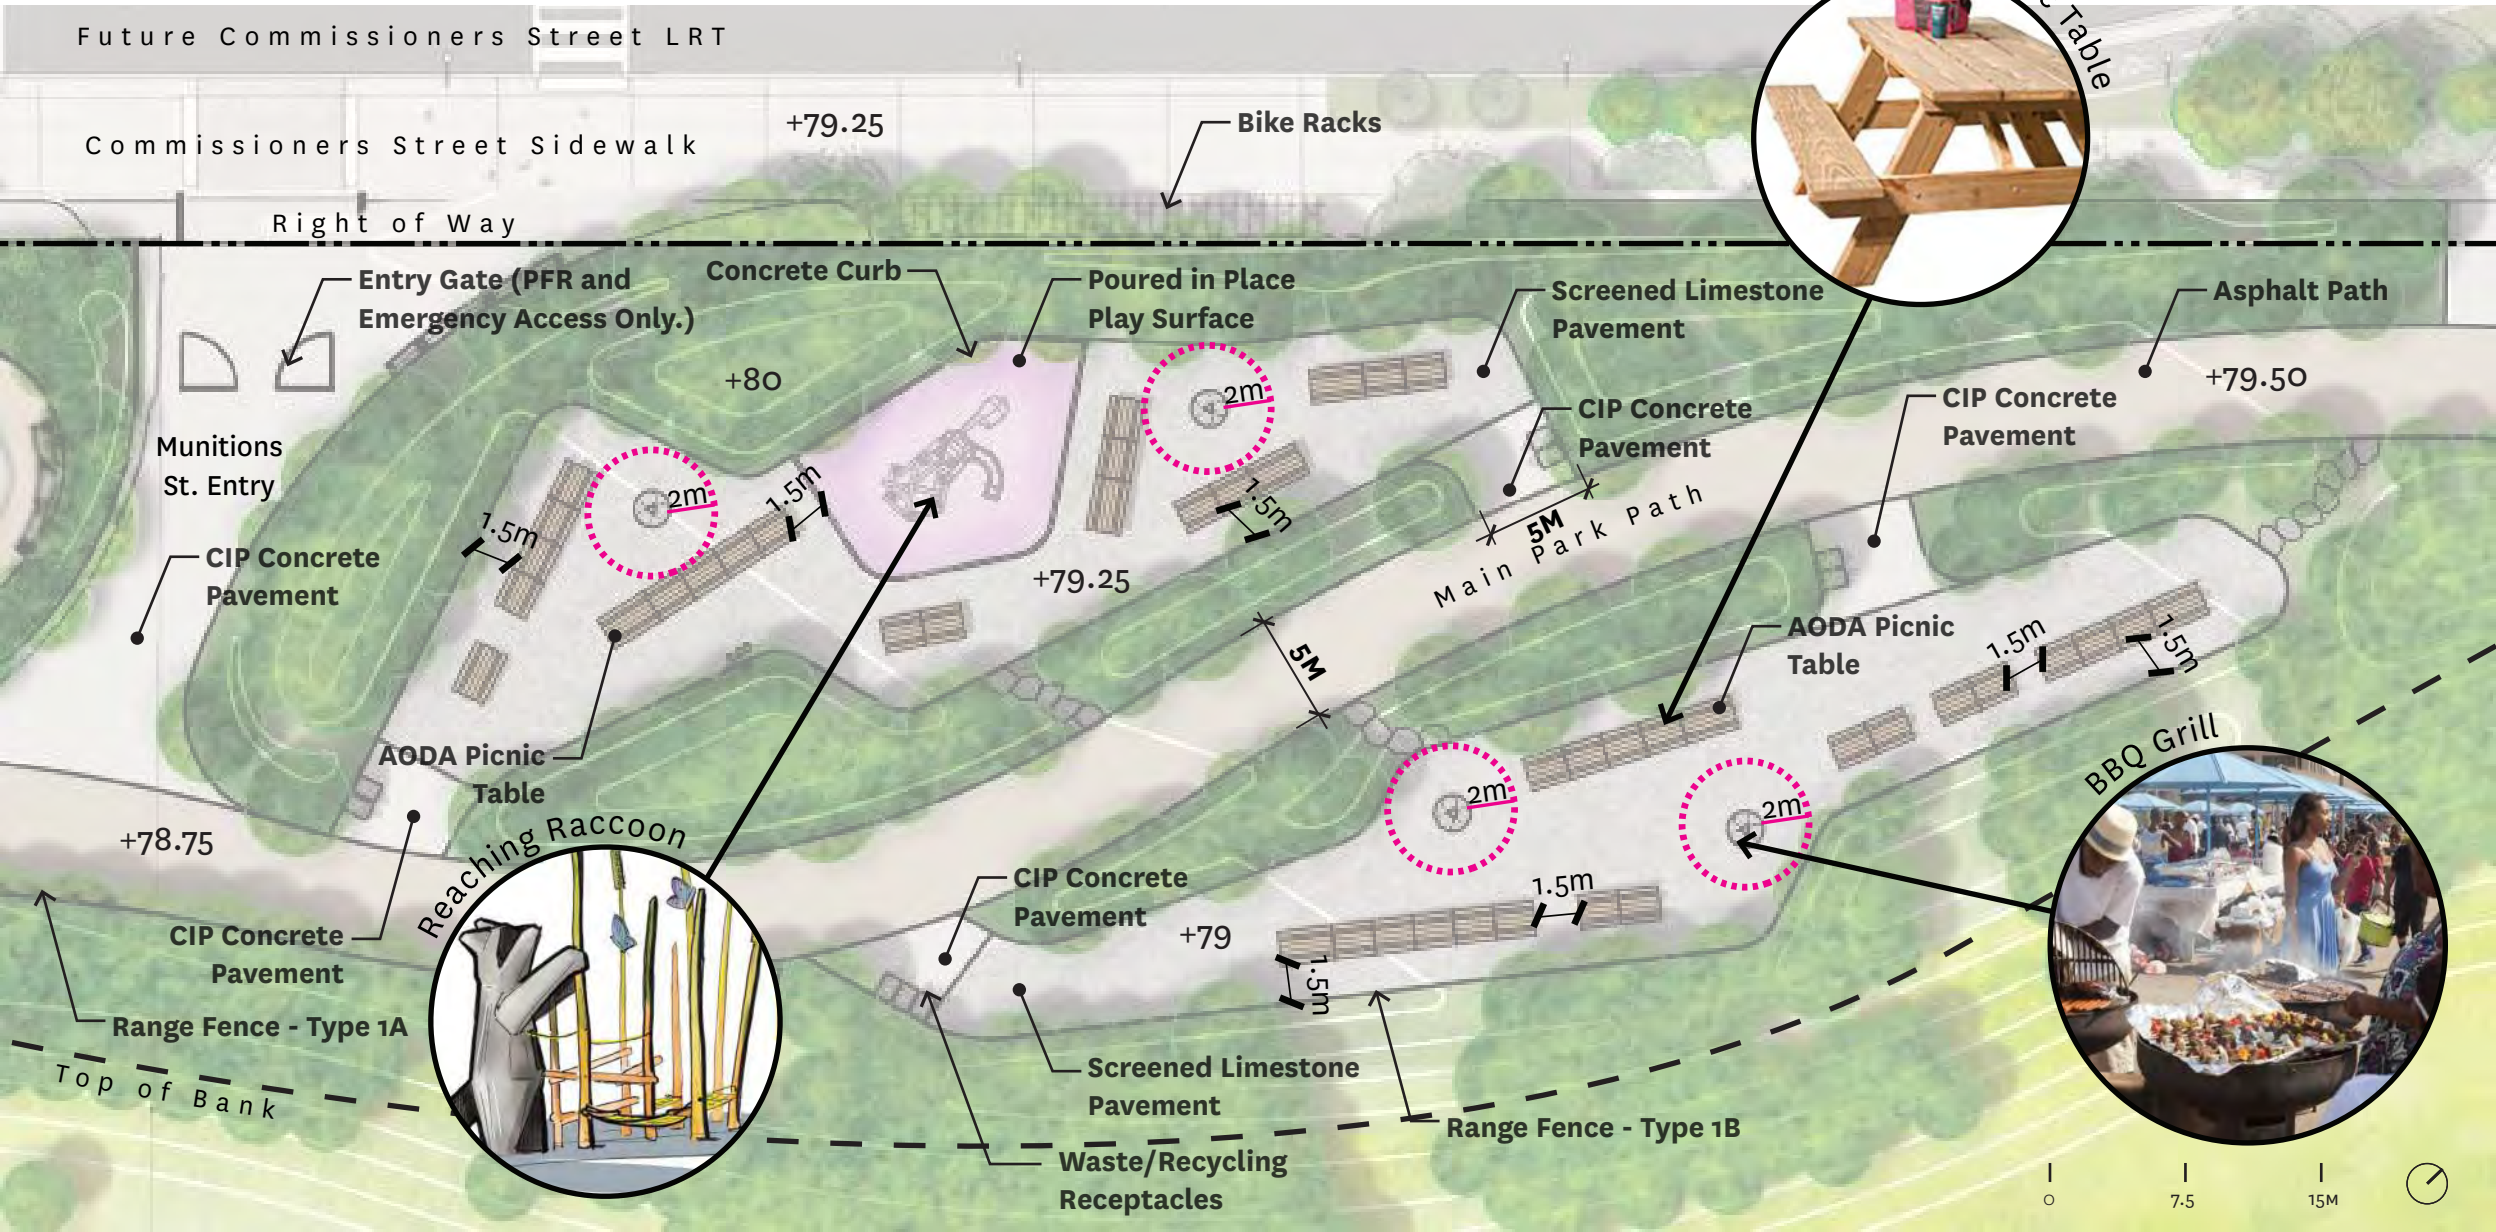 Future Commissioners Street LRT
Table
+79.25
Bike Racks
Commissioners Street Sidewalk
Right of Way
Entry Gate (PFR and
Emergency Access Only.)
Concrete Curb
Poured in Place
Play Surface
Screened Limestone
Pavement
Asphalt Path
+80
2m
+79.50
CIP Concrete
Pavement
CIP Concrete
Pavement
Munitions
St. Entry
2m
1.5m
1.5m
1.5m
5M
Main Park Path
CIP Concrete
Pavement
+79.25
5M
AODA Picnic
Table
1.5m
1.5m
AODA Picnic
Table
BBQ Grill
2m
2m
+78.75
Reaching Raccoon
CIP Concrete
Pavement
1.5m
+79
CIP Concrete
Pavement
1.5m
Range Fence - Type 1A
Top of Bank
Screened Limestone
Pavement
Range Fence - Type 1B
Waste/Recycling
Receptacles
0 7.5 15M